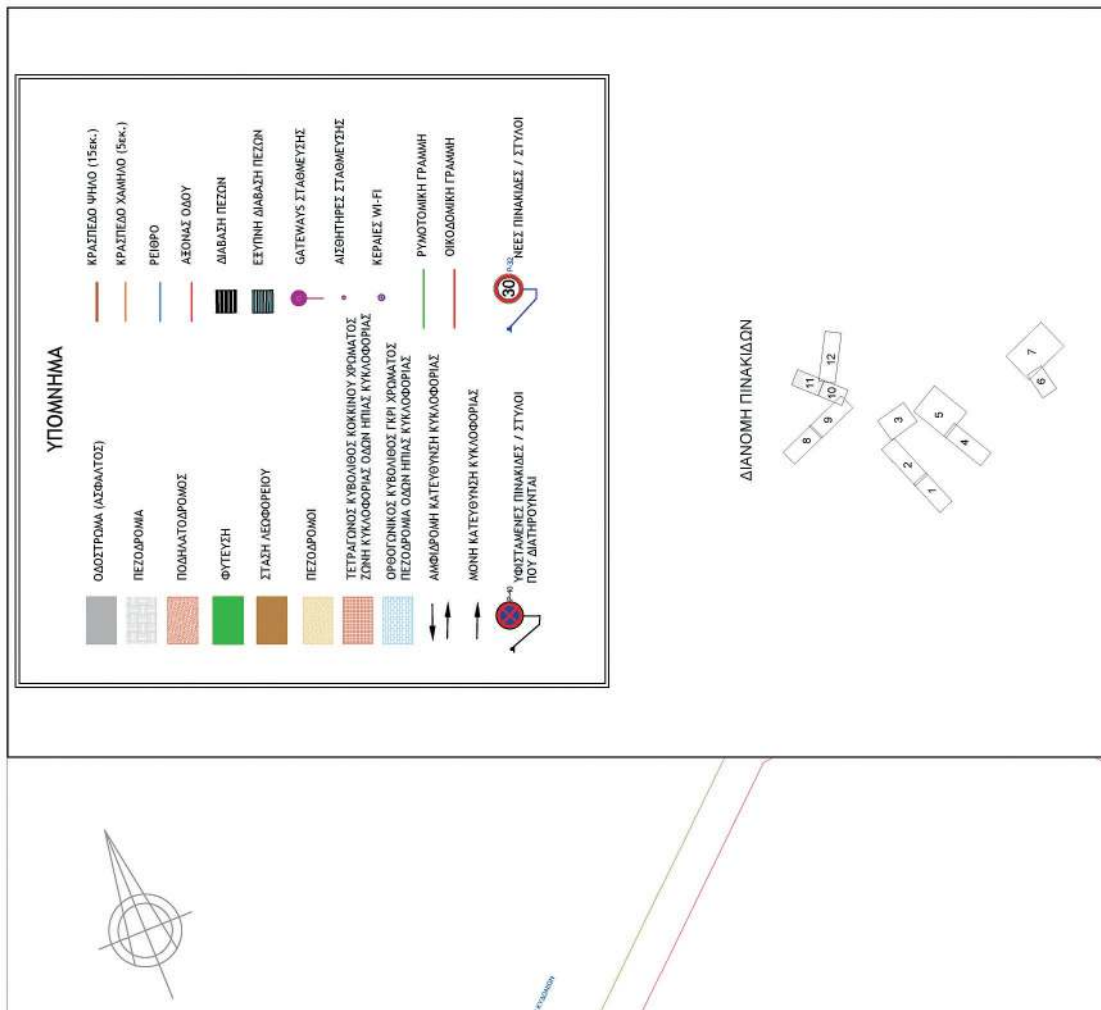 ΥΠΟΜΝΗΜΑ
ΟΔΟΣΤΡΩΜΑ (ΑΣΦΑΛΤΟΣ)
ΠΕΖΟΔΡΟΜΙΑ
ΠΟΔΗΛΑΤΟΔΡΟΜΟΣ
ΦΥΤΕΥΣΗ
ΣΤΑΣΗ ΛΕΩΦΟΡΕΙΟΥ
ΠΕΖΟΔΡΟΜΟΙ
ΤΕΤΡΑΓΩΝΟΣ ΚΥΒΟΛΙΘΟΣ ΚΟΚΚΙΝΟΥ ΧΡΩΜΑΤΟΣ
ΖΩΝΗ ΚΥΚΛΟΦΟΡΙΑΣ ΟΔΩΝ ΗΠΙΑΣ ΚΥΚΛΟΦΟΡΙΑΣ
ΟΡΘΟΓΩΝΙΚΟΣ ΚΥΒΟΛΙΘΟΣ ΓΚΡΙ ΧΡΩΜΑΤΟΣ
ΠΕΖΟΔΡΟΜΙΑ ΟΔΩΝ ΗΠΙΑΣ ΚΥΚΛΟΦΟΡΙΑΣ
ΑΜΦΙΔΡΟΜΗ ΚΑΤΕΥΘΥΝΣΗ ΚΥΚΛΟΦΟΡΙΑΣ
ΜΟΝΗ ΚΑΤΕΥΘΥΝΣΗ ΚΥΚΛΟΦΟΡΙΑΣ
P-40
ΥΦΙΣΤΑΜΕΝΕΣ ΠΙΝΑΚΙΔΕΣ / ΣΤΥΛΟΙ
ΠΟΥ ΔΙΑΤΗΡΟΥΝΤΑΙ
ΚΡΑΣΠΕΔΟ ΨΗΛΟ (15εκ.)
ΚΡΑΣΠΕΔΟ ΧΑΜΗΛΟ (5εκ.)
ΡΕΙΘΡΟ
ΑΞΟΝΑΣ ΟΔΟΥ
ΔΙΑΒΑΣΗ ΠΕΖΩΝ
ΕΞΥΠΝΗ ΔΙΑΒΑΣΗ ΠΕΖΩΝ
GATEWAYS ΣΤΑΘΜΕΥΣΗΣ
ΑΙΣΘΗΤΗΡΕΣ ΣΤΑΘΜΕΥΣΗΣ
ΚΕΡΑΙΕΣ WI-FI
ΡΥΜΟΤΟΜΙΚΗ ΓΡΑΜΜΗ
ΟΙΚΟΔΟΜΙΚΗ ΓΡΑΜΜΗ
30
P-32
ΝΕΕΣ ΠΙΝΑΚΙΔΕΣ / ΣΤΥΛΟΙ
ΔΙΑΝΟΜΗ ΠΙΝΑΚΙΔΩΝ
1
2
3
4
5
6
7
8
9
10
11
12
ΚΥΔΩΝΙΩΝ